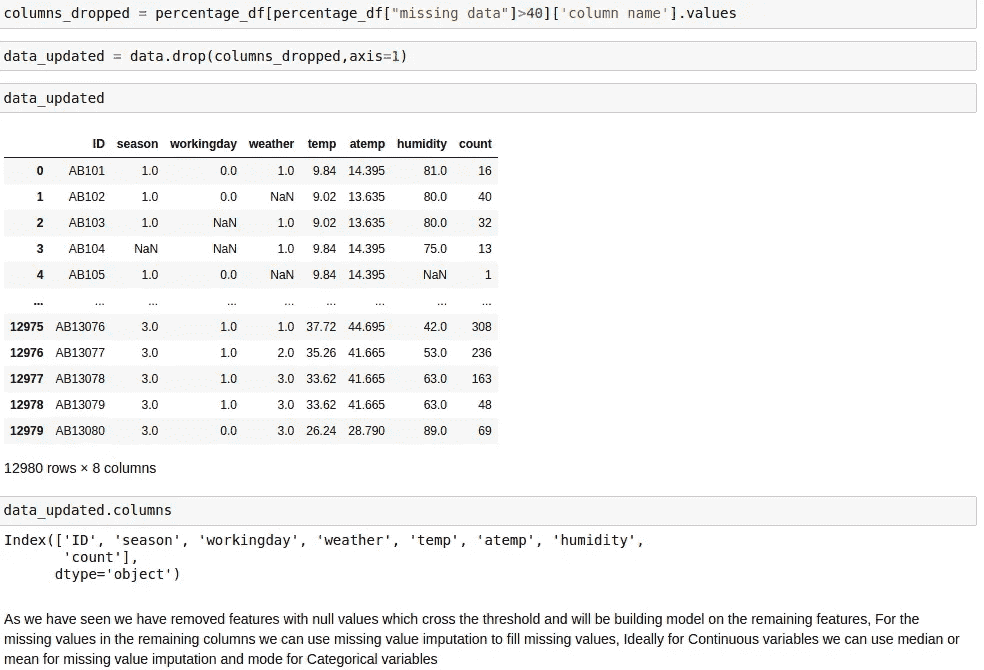 columns_dropped = percentage_df[percentage_df["missing data"]>40]['column name'].values
data_updated = data.drop(columns_dropped,axis=1)
data_updated
ID season workingday weather temp atemp humidity count
0 AB101 1.0 0.0 1.0 9.84 14.395 81.0 16
1 AB102 1.0 0.0 NaN 9.02 13.635 80.0 40
2 AB103 1.0 NaN 1.0 9.02 13.635 80.0 32
3 AB104 NaN NaN 1.0 9.84 14.395 75.0 13
4 AB105 1.0 0.0 NaN 9.84 14.395 NaN 1
... ... ... ... ... ... ... ... ...
12975 AB13076 3.0 1.0 1.0 37.72 44.695 42.0 308
12976 AB13077 3.0 1.0 2.0 35.26 41.665 53.0 236
12977 AB13078 3.0 1.0 3.0 33.62 41.665 63.0 163
12978 AB13079 3.0 1.0 3.0 33.62 41.665 63.0 48
12979 AB13080 3.0 0.0 3.0 26.24 28.790 89.0 69
12980 rows × 8 columns
data_updated.columns
Index(['ID', 'season', 'workingday', 'weather', 'temp', 'atemp', 'humidity',
'count'],
dtype='object')
As we have seen we have removed features with null values which cross the threshold and will be building model on the remaining features, For the
missing values in the remaining columns we can use missing value imputation to fill missing values, Ideally for Continuous variables we can use median or
mean for missing value imputation and mode for Categorical variables